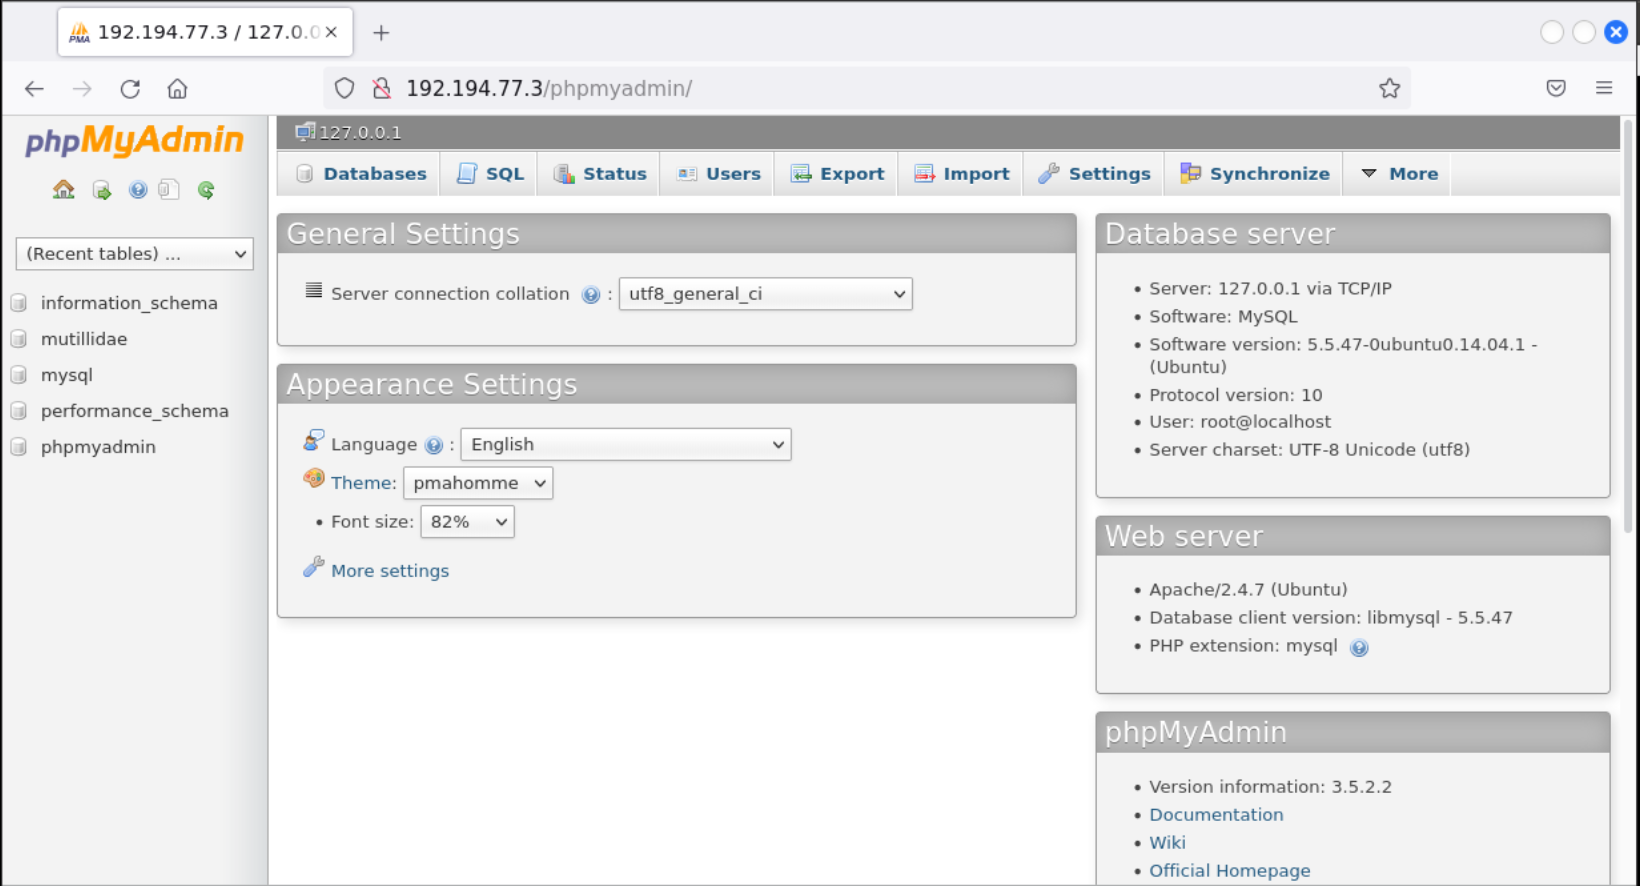 192.194.77.3 / 127.0.0
192.194.77.3/phpmyadmin/
phpMyAdmin
(Recent tables) ...
information_schema
mutillidae
mysql
performance_schema
phpmyadmin
127.0.0.1
Databases SQL Status Users Export Import Settings Synchronize More
General Settings
Server connection collation : utf8_general_ci
Appearance Settings
Language : English
Theme: pmahomme
• Font size: 82%
More settings
Database server
• Server: 127.0.0.1 via TCP/IP
• Software: MySQL
• Software version: 5.5.47-0ubuntu0.14.04.1 -
(Ubuntu)
• Protocol version: 10
• User: root@localhost
• Server charset: UTF-8 Unicode (utf8)
Web server
• Apache/2.4.7 (Ubuntu)
• Database client version: libmysql - 5.5.47
• PHP extension: mysql
phpMyAdmin
• Version information: 3.5.2.2
• Documentation
• Wiki
• Official Homepage